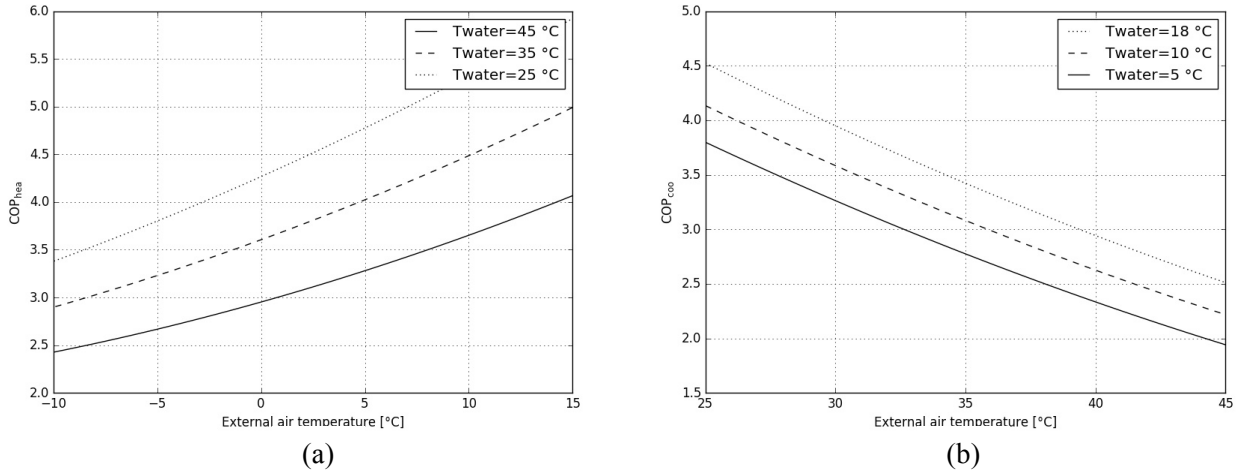 6.0
5.5
5.0
4.5
4.0
3.5
3.0
2.5
2.0
COP_hea
Twater=45 °C
Twater=35 °C
Twater=25 °C
−10 −5 0 5 10 15
External air temperature [°C]
(a)
5.0
4.5
4.0
3.5
3.0
2.5
2.0
1.5
COP_coo
Twater=18 °C
Twater=10 °C
Twater=5 °C
25 30 35 40 45
External air temperature [°C]
(b)